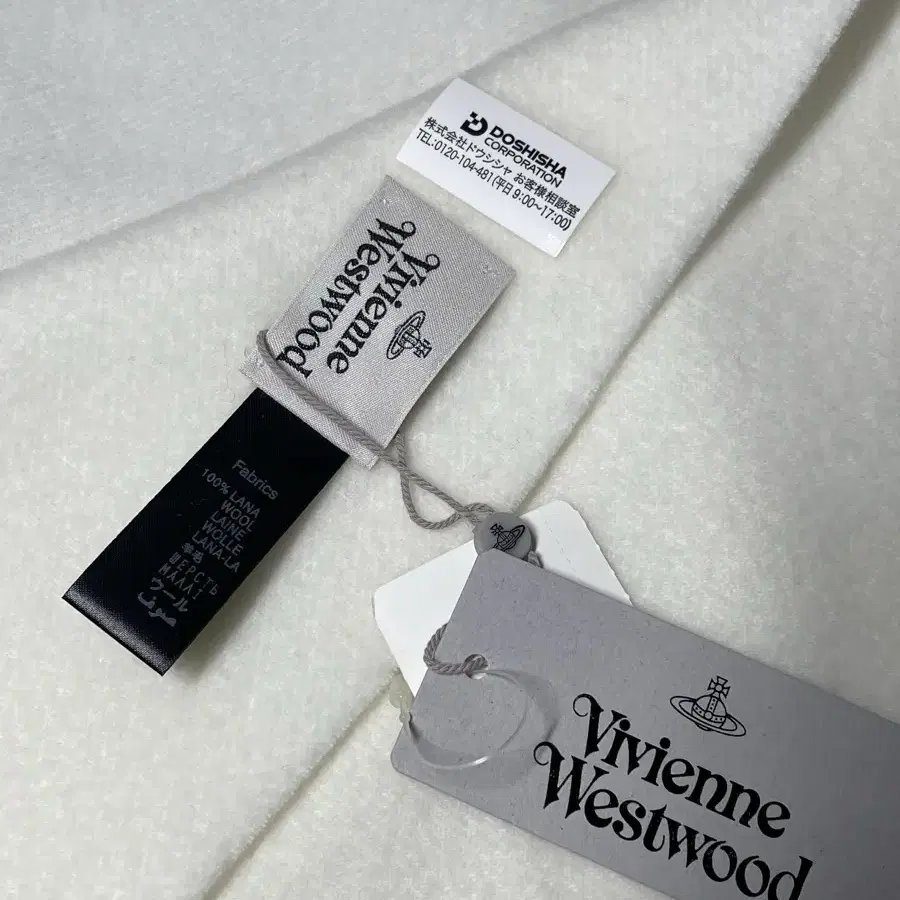 DOSHISHA
CORPORATION
株式会社ドウシシャ お客様相談室
TEL:0120-104-481(平日9:00～17:00)
Vivienne
Westwood
Fabrics
100% LANA
WOOL
LAINE
WOLLE
LANA-LA
羊毛
ШЕРСТЬ
ΜΑΛΛΙ
ウール
صوف
Vivienne
Westwood